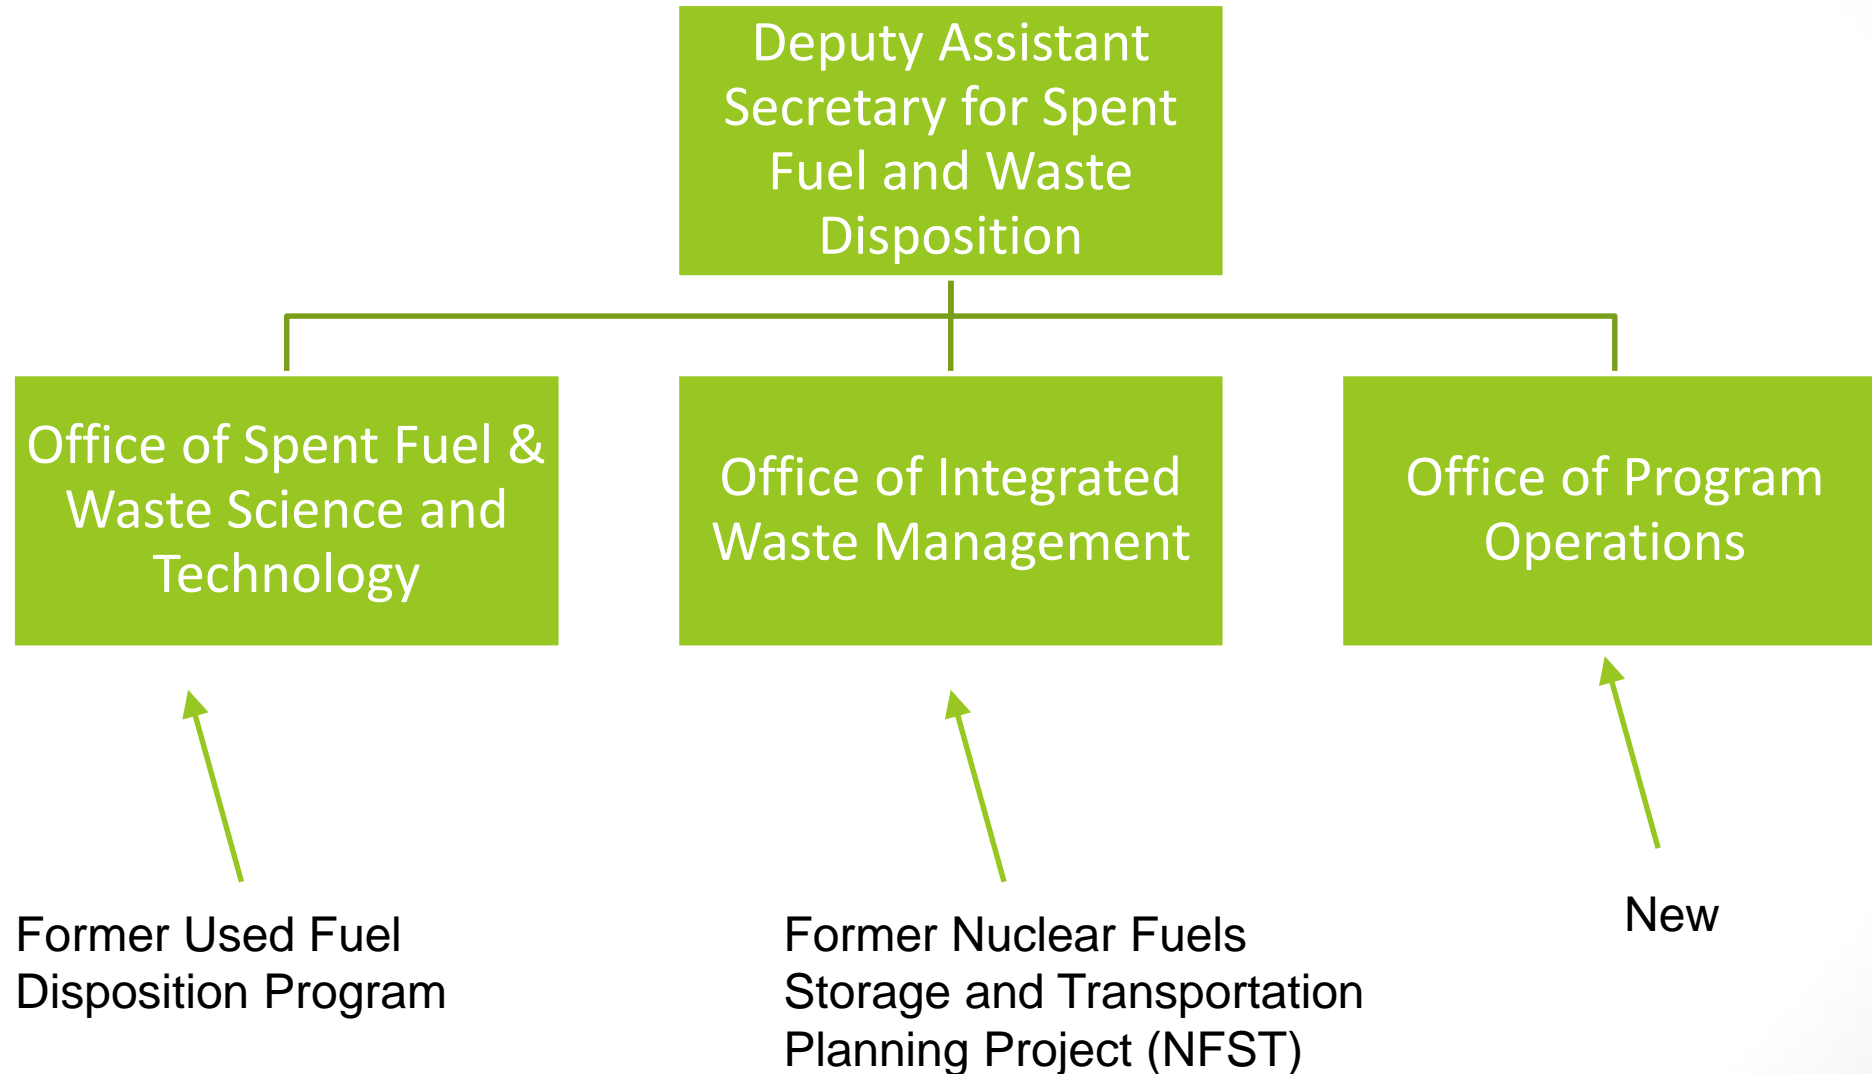 Deputy Assistant
Secretary for Spent
Fuel and Waste
Disposition
Office of Spent Fuel &
Waste Science and
Technology
Office of Integrated
Waste Management
Office of Program
Operations
Former Used Fuel
Disposition Program
Former Nuclear Fuels
Storage and Transportation
Planning Project (NFST)
New